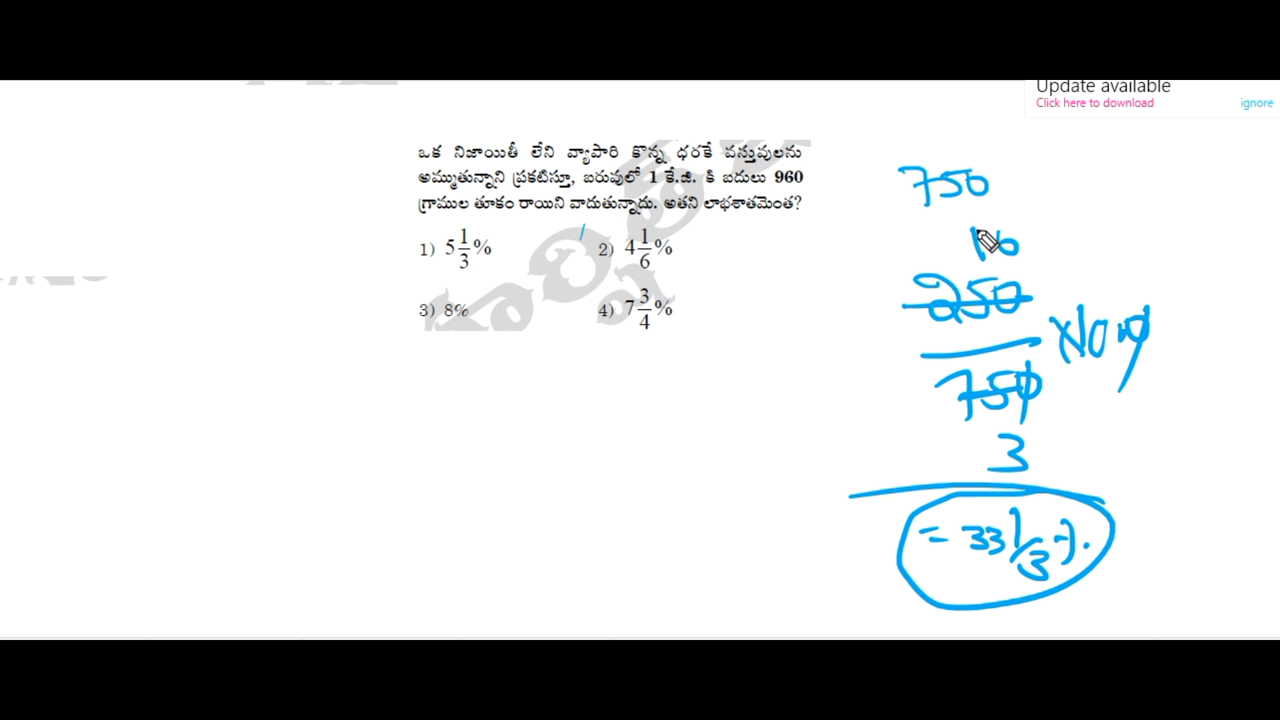 Update available
Click here to download
ignore
ఒక నిజాయితీ లేని వ్యాపారి కొన్న ధరకే వస్తువులను
అమ్ముతున్నాని ప్రకటిస్తూ, బరువులో 1 కే.జి. కి బదులు 960
గ్రాముల తూకం రాయిని వాదుతున్నాదు. అతని లాభశాతమెంత?
1) 5 1/3 %
2) 4 1/6 %
3) 8%
4) 7 3/4 %
750
250
750
3
= 33 1/3 %.